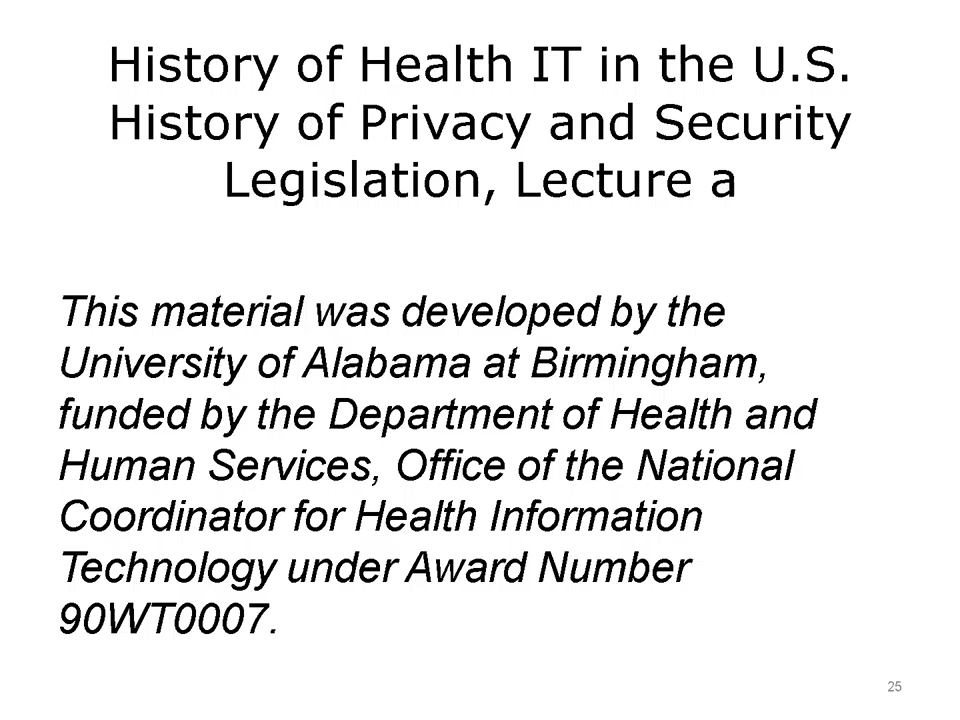 History of Health IT in the U.S.
History of Privacy and Security
Legislation, Lecture a
This material was developed by the
University of Alabama at Birmingham,
funded by the Department of Health and
Human Services, Office of the National
Coordinator for Health Information
Technology under Award Number
90WT0007.
25